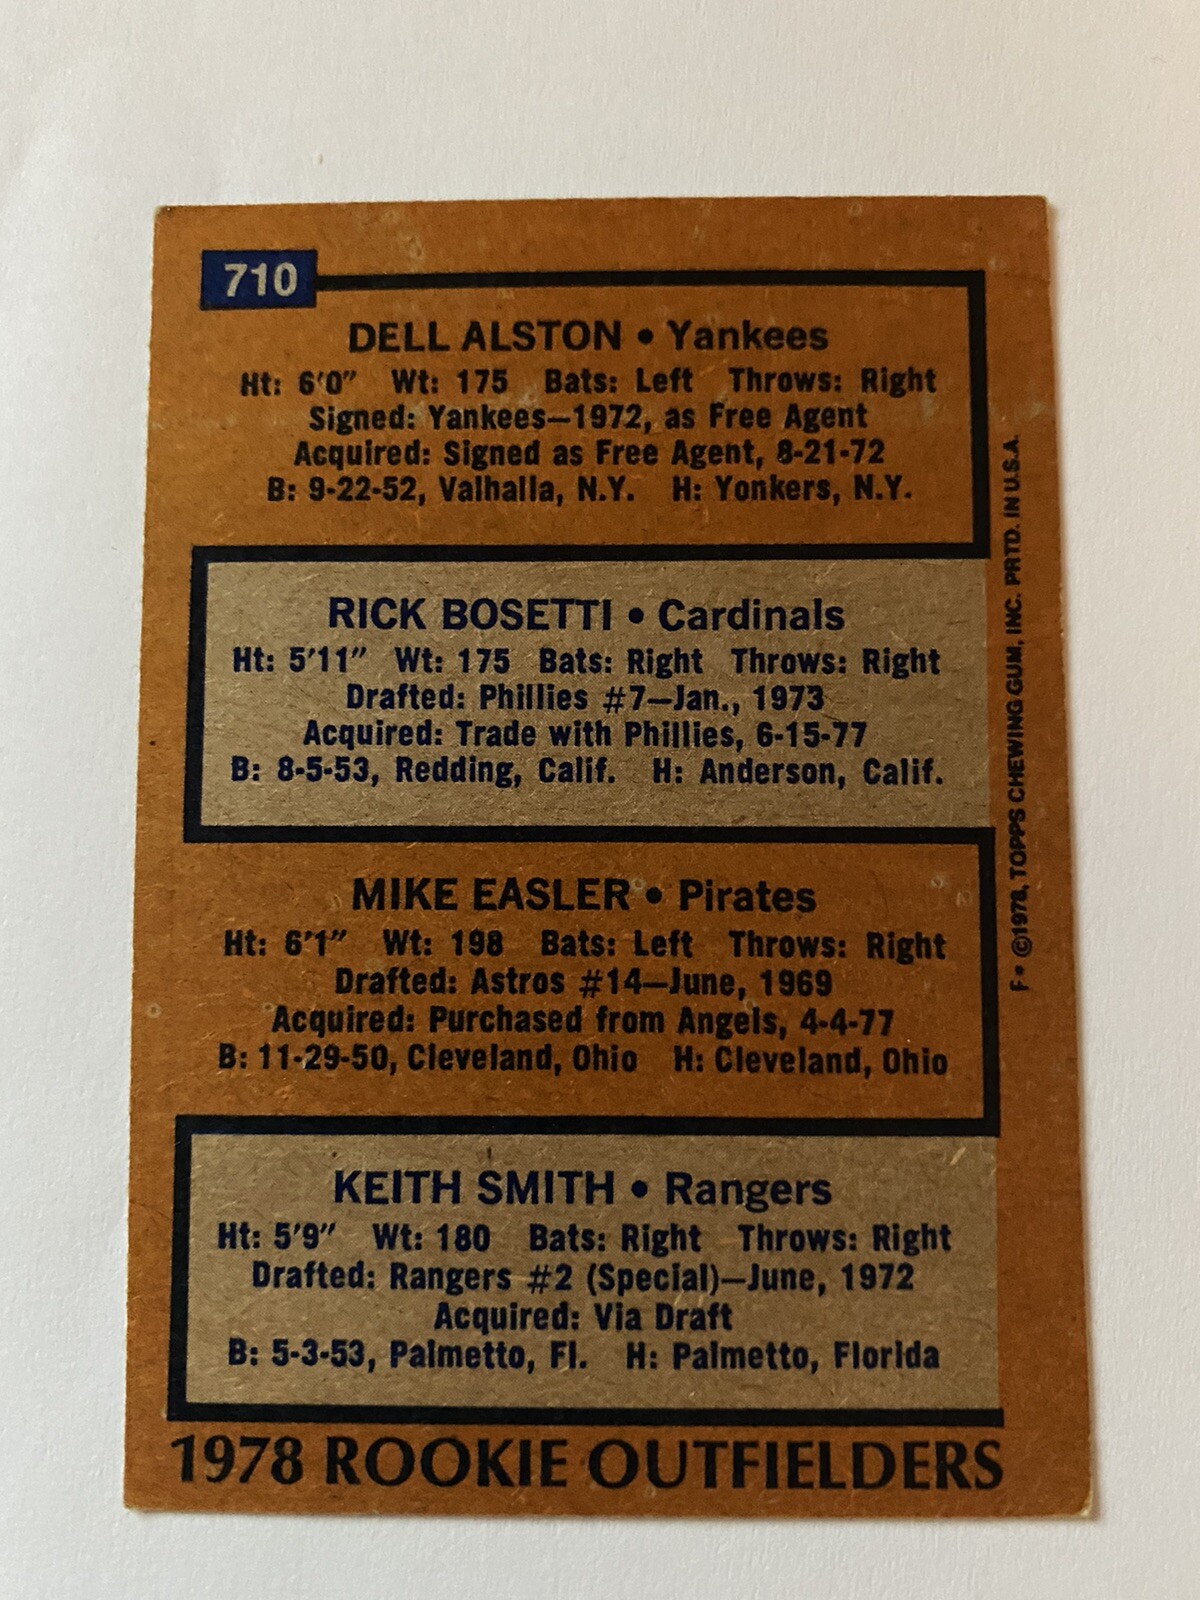 710
DELL ALSTON • Yankees
Ht: 6'0" Wt: 175 Bats: Left Throws: Right
Signed: Yankees—1972, as Free Agent
Acquired: Signed as Free Agent, 8-21-72
B: 9-22-52, Valhalla, N.Y. H: Yonkers, N.Y.
RICK BOSETTI • Cardinals
Ht: 5'11" Wt: 175 Bats: Right Throws: Right
Drafted: Phillies #7—Jan., 1973
Acquired: Trade with Phillies, 6-15-77
B: 8-5-53, Redding, Calif. H: Anderson, Calif.
MIKE EASLER • Pirates
Ht: 6'1" Wt: 198 Bats: Left Throws: Right
Drafted: Astros #14—June, 1969
Acquired: Purchased from Angels, 4-4-77
B: 11-29-50, Cleveland, Ohio H: Cleveland, Ohio
KEITH SMITH • Rangers
Ht: 5'9" Wt: 180 Bats: Right Throws: Right
Drafted: Rangers #2 (Special)—June, 1972
Acquired: Via Draft
B: 5-3-53, Palmetto, Fl. H: Palmetto, Florida
1978 ROOKIE OUTFIELDERS
F* ©1978, TOPPS CHEWING GUM, INC. PRTD. IN U.S.A.